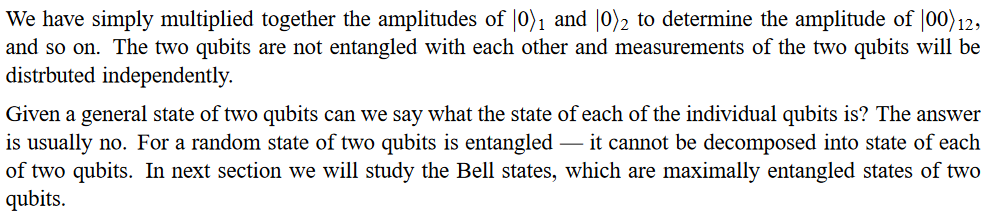 We have simply multiplied together the amplitudes of |0⟩₁ and |0⟩₂ to determine the amplitude of |00⟩₁₂,
and so on. The two qubits are not entangled with each other and measurements of the two qubits will be
distrbuted independently.
Given a general state of two qubits can we say what the state of each of the individual qubits is? The answer
is usually no. For a random state of two qubits is entangled — it cannot be decomposed into state of each
of two qubits. In next section we will study the Bell states, which are maximally entangled states of two
qubits.